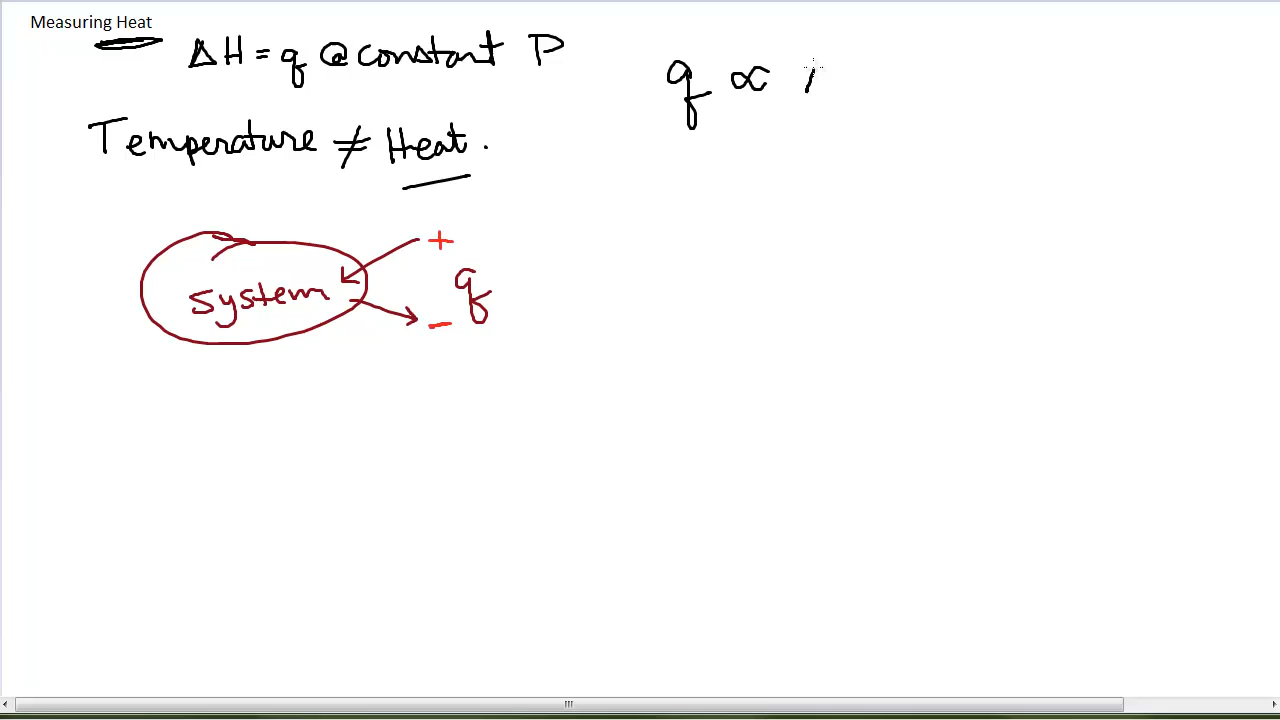 Measuring Heat
ΔH = q @ constant P
q ∝
Temperature ≠ Heat.
+
System
q
−